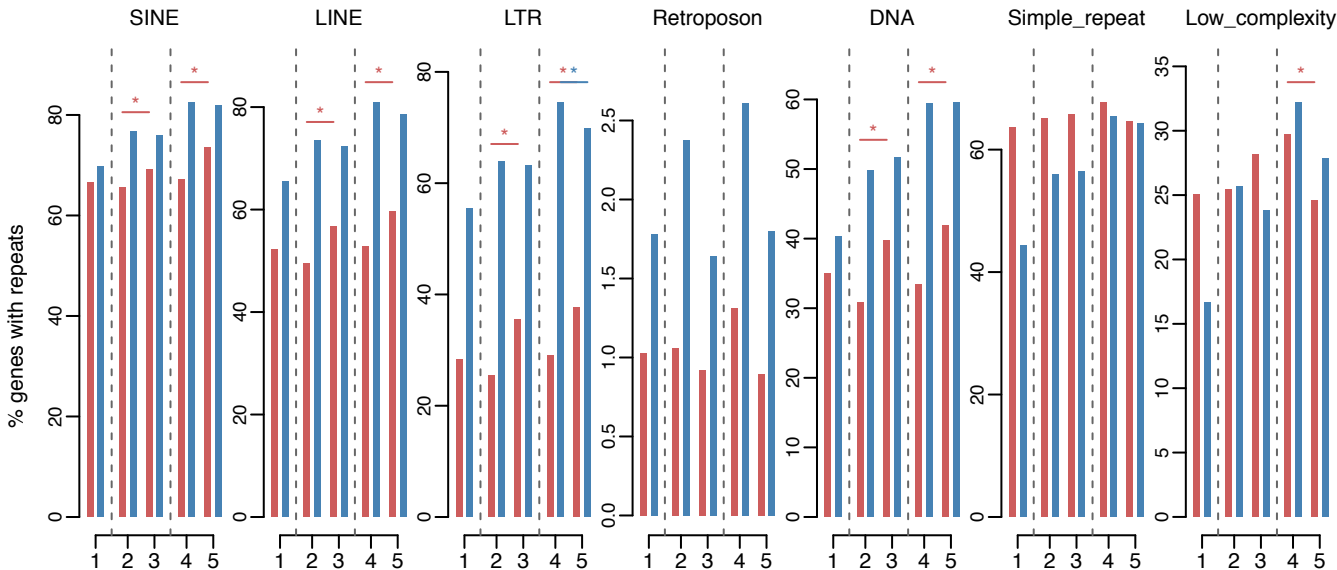 SINE LINE LTR Retroposon DNA Simple_repeat Low_complexity
% genes with repeats
0 20 40 60 80
1 2 3 4 5
* *
0 20 40 60 80
1 2 3 4 5
* *
0 20 40 60 80
1 2 3 4 5
* * *
0.0 0.5 1.0 1.5 2.0 2.5
1 2 3 4 5
0 10 20 30 40 50 60
1 2 3 4 5
* *
0 20 40 60
1 2 3 4 5
0 5 10 15 20 25 30 35
1 2 3 4 5
*